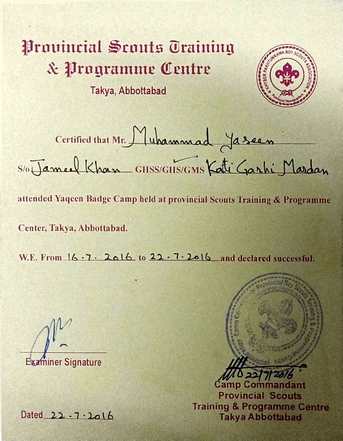 Provincial Scouts Training
& Programme Centre
Takya, Abbottabad
Certified that Mr. Muhammad Yaseen
S/o Jameel Khan GHSS/GHS/GMS Kati Garhi Mardan
attended Yaqeen Badge Camp held at provincial Scouts Training & Programme
Center, Takya, Abbottabad.
W.E. From 16-7-2016 to 22-7-2016 and declared successful.
Examiner Signature
22/7/2016
Camp Commandant
Provincial Scouts
Training & Programme Centre
Takya Abbottabad
Dated 22-7-2016